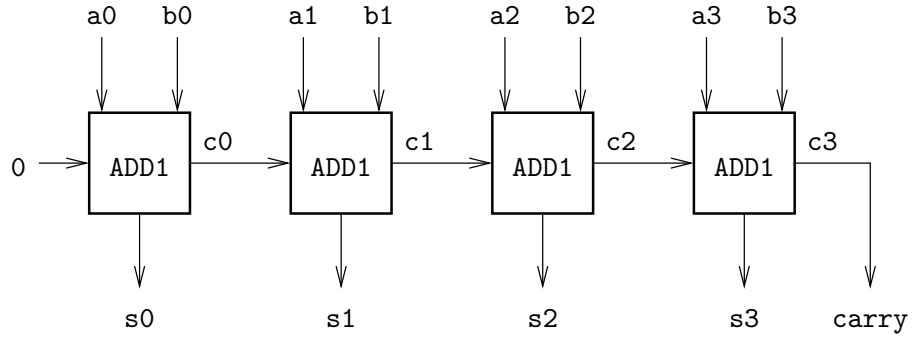 a0 b0 a1 b1 a2 b2 a3 b3
c0 c1 c2 c3
0 ADD1 ADD1 ADD1 ADD1
s0 s1 s2 s3 carry